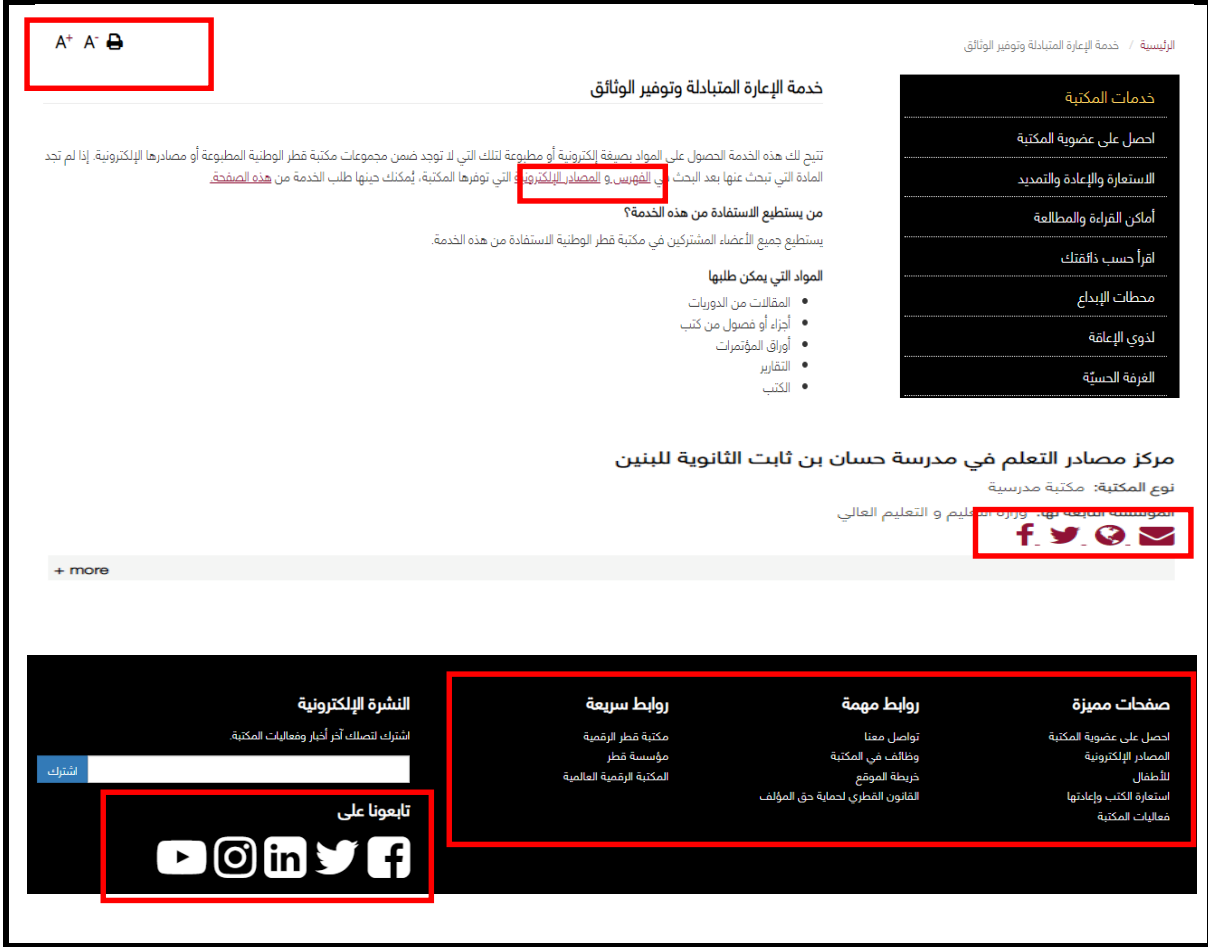 A+ A-
الرئيسية / خدمة الإعارة المتبادلة وتوفير الوثائق
خدمات المكتبة
احصل على عضوية المكتبة
الاستعارة والإعادة والتمديد
أماكن القراءة والمطالعة
اقرأ حسب ذائقتك
محطات الإبداع
لذوي الإعاقة
الغرفة الحسيّة
خدمة الإعارة المتبادلة وتوفير الوثائق
تتيح لك هذه الخدمة الحصول على المواد بصيغة إلكترونية أو مطبوعة لتلك التي لا توجد ضمن مجموعات مكتبة قطر الوطنية المطبوعة أو مصادرها الإلكترونية. إذا لم تجد
المادة التي تبحث عنها بعد البحث في الفهرس و المصادر الإلكترونية التي توفرها المكتبة، يُمكنك حينها طلب الخدمة من هذه الصفحة.
من يستطيع الاستفادة من هذه الخدمة؟
يستطيع جميع الأعضاء المشتركين في مكتبة قطر الوطنية الاستفادة من هذه الخدمة.
المواد التي يمكن طلبها
• المقالات من الدوريات
• أجزاء أو فصول من كتب
• أوراق المؤتمرات
• التقارير
• الكتب
مركز مصادر التعلم في مدرسة حسان بن ثابت الثانوية للبنين
نوع المكتبة: مكتبة مدرسية
المؤسسة التابعة لها: وزارة التعليم و التعليم العالي
+ more
صفحات مميزة
احصل على عضوية المكتبة
المصادر الإلكترونية
للأطفال
استعارة الكتب وإعادتها
فعاليات المكتبة
روابط مهمة
تواصل معنا
وظائف في المكتبة
خريطة الموقع
القانون القطري لحماية حق المؤلف
روابط سريعة
مكتبة قطر الرقمية
مؤسسة قطر
المكتبة الرقمية العالمية
النشرة الإلكترونية
اشترك لتصلك آخر أخبار وفعاليات المكتبة.
اشترك
تابعونا على